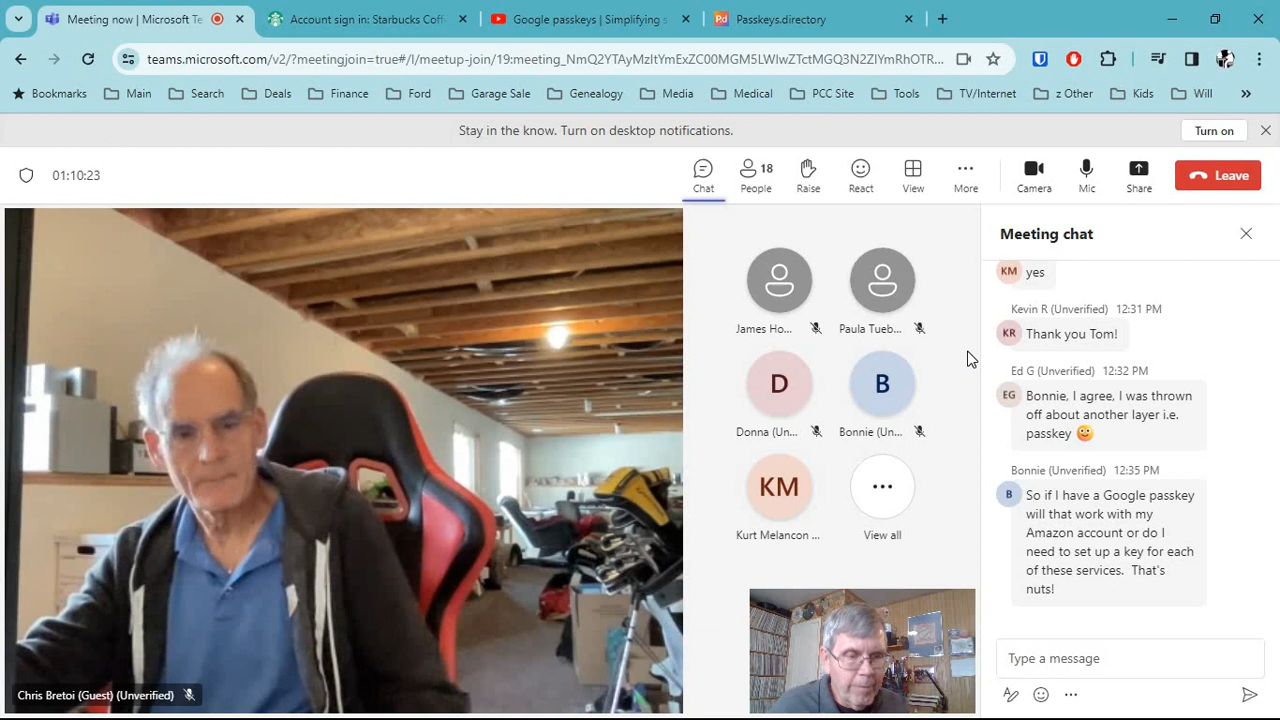 Meeting now | Microsoft Te
Account sign in: Starbucks Coff
Google passkeys | Simplifying s
Pd Passkeys.directory
teams.microsoft.com/v2/?meetingjoin=true#/l/meetup-join/19:meeting_NmQ2YTAyMzItYmExZC00MGM5LWIwZTctMGQ3N2ZlYmRhOTR...
Bookmarks Main Search Deals Finance Ford Garage Sale Genealogy Media Medical PCC Site Tools TV/Internet z Other Kids Will
Stay in the know. Turn on desktop notifications.
Turn on
01:10:23
Chat
18
People
Raise
React
View
More
Camera
Mic
Share
Leave
Meeting chat
KM yes
Kevin R (Unverified) 12:31 PM
KR Thank you Tom!
Ed G (Unverified) 12:32 PM
EG Bonnie, I agree, I was thrown
off about another layer i.e.
passkey
Bonnie (Unverified) 12:35 PM
B So if I have a Google passkey
will that work with my
Amazon account or do I
need to set up a key for each
of these services. That's
nuts!
Type a message
James Ho...
Paula Tueb...
D
B
Donna (Un...
Bonnie (Un...
KM
Kurt Melancon ...
View all
Chris Bretoi (Guest) (Unverified)